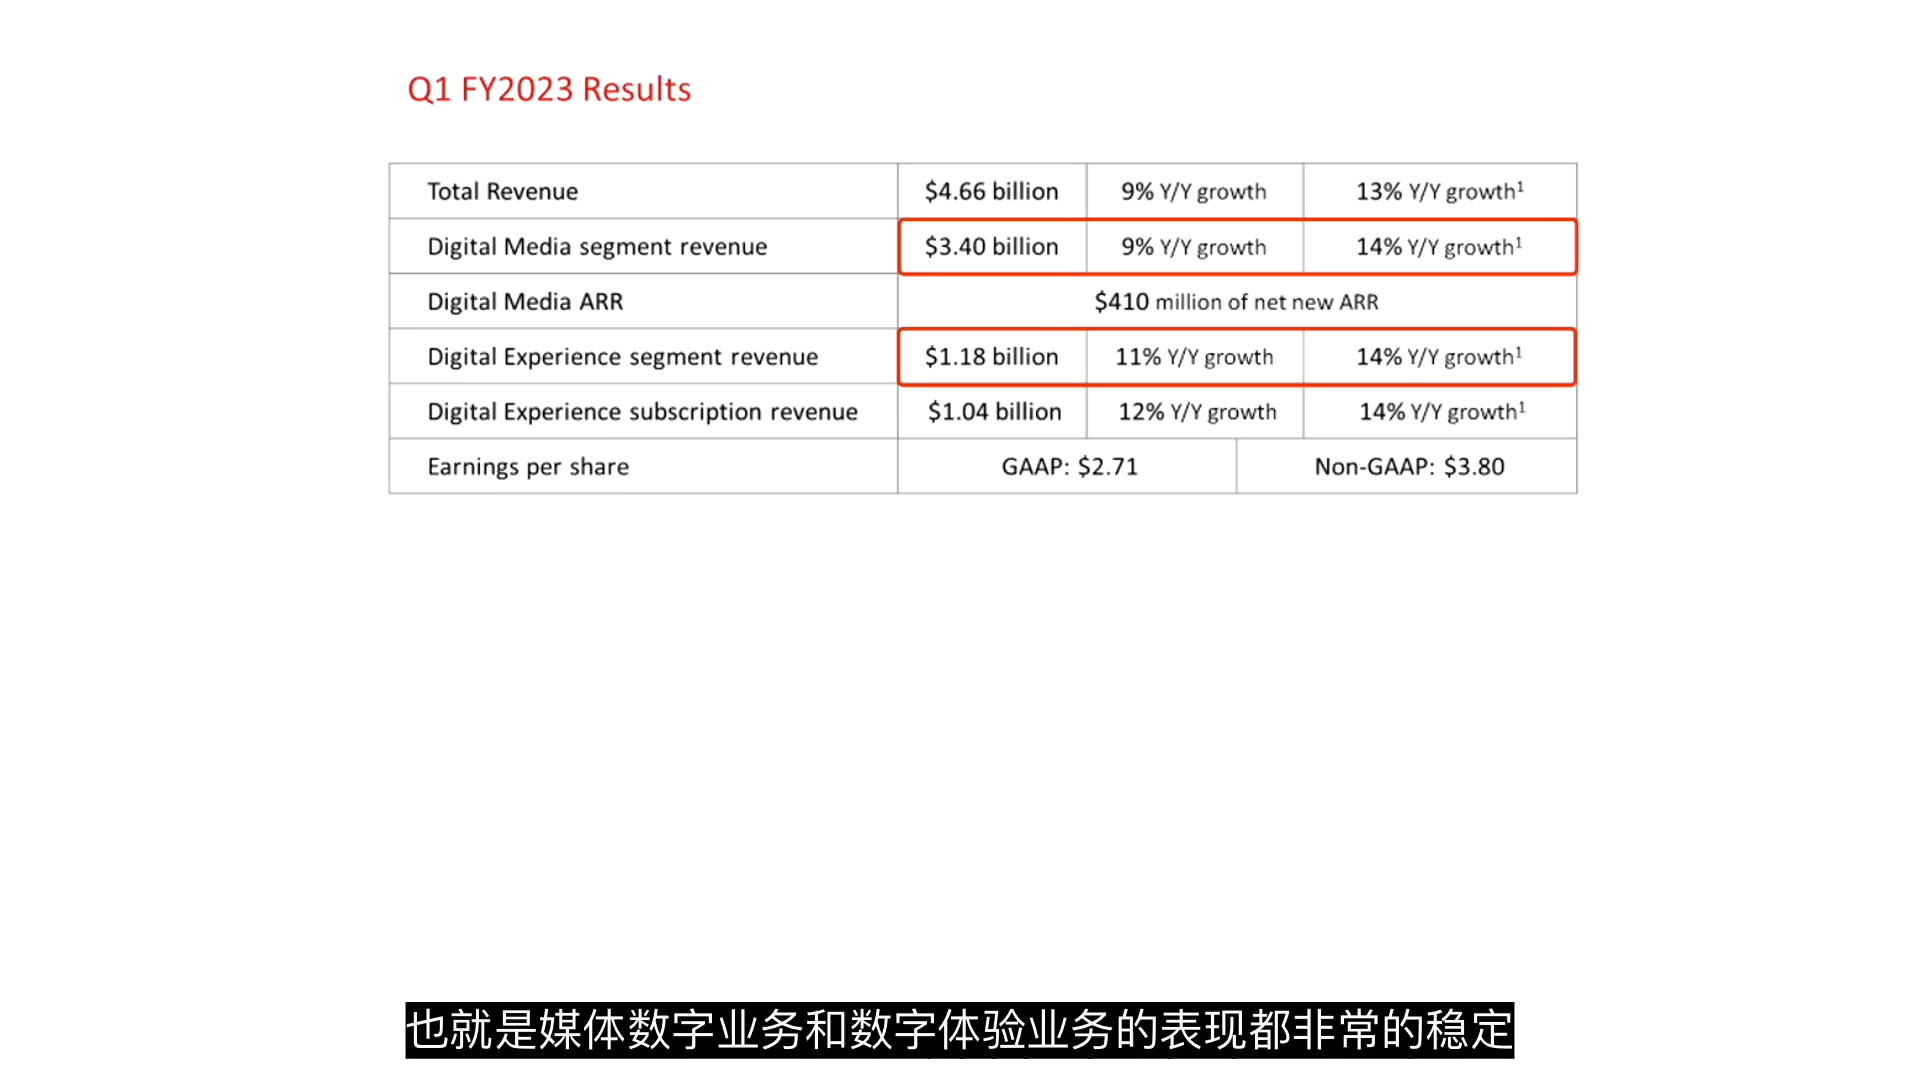 Q1 FY2023 Results
Total Revenue $4.66 billion 9% Y/Y growth 13% Y/Y growth¹
Digital Media segment revenue $3.40 billion 9% Y/Y growth 14% Y/Y growth¹
Digital Media ARR $410 million of net new ARR
Digital Experience segment revenue $1.18 billion 11% Y/Y growth 14% Y/Y growth¹
Digital Experience subscription revenue $1.04 billion 12% Y/Y growth 14% Y/Y growth¹
Earnings per share GAAP: $2.71 Non-GAAP: $3.80
也就是媒体数字业务和数字体验业务的表现都非常的稳定